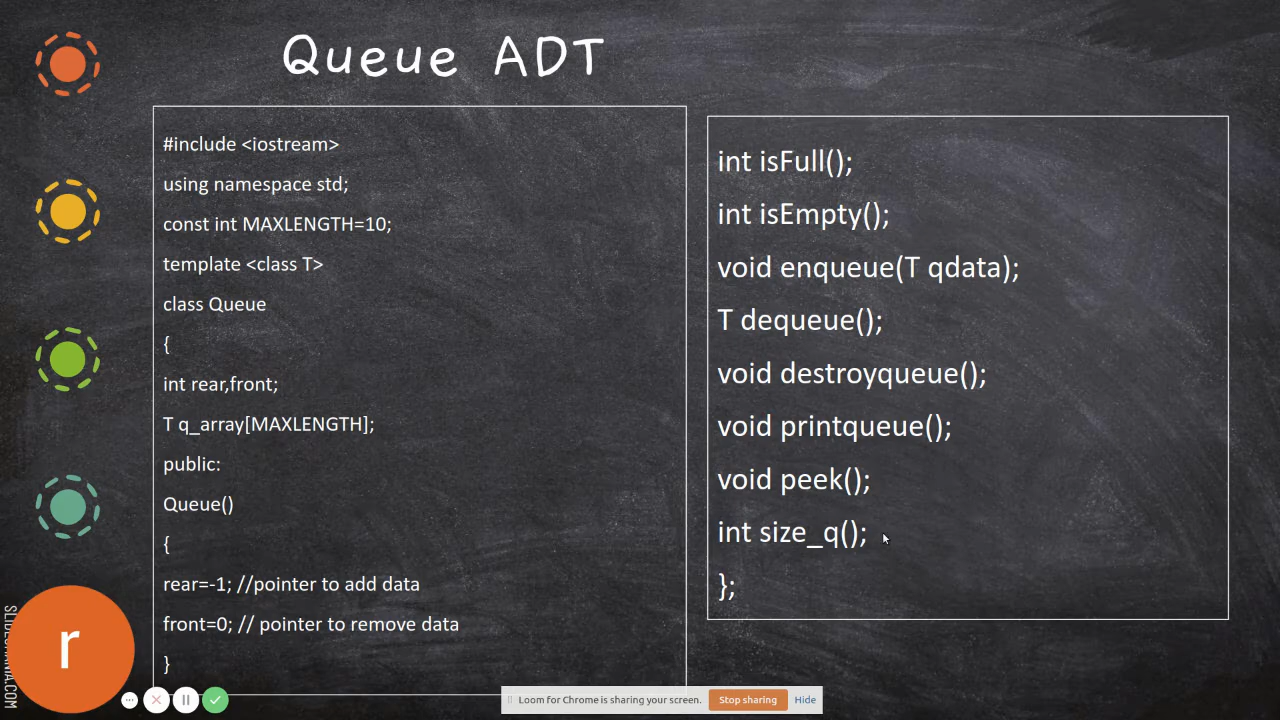 Queue ADT
#include <iostream>
using namespace std;
const int MAXLENGTH=10;
template <class T>
class Queue
{
int rear,front;
T q_array[MAXLENGTH];
public:
Queue()
{
rear=-1; //pointer to add data
front=0; // pointer to remove data
}
int isFull();
int isEmpty();
void enqueue(T qdata);
T dequeue();
void destroyqueue();
void printqueue();
void peek();
int size_q();
};
r
Loom for Chrome is sharing your screen.
Stop sharing
Hide